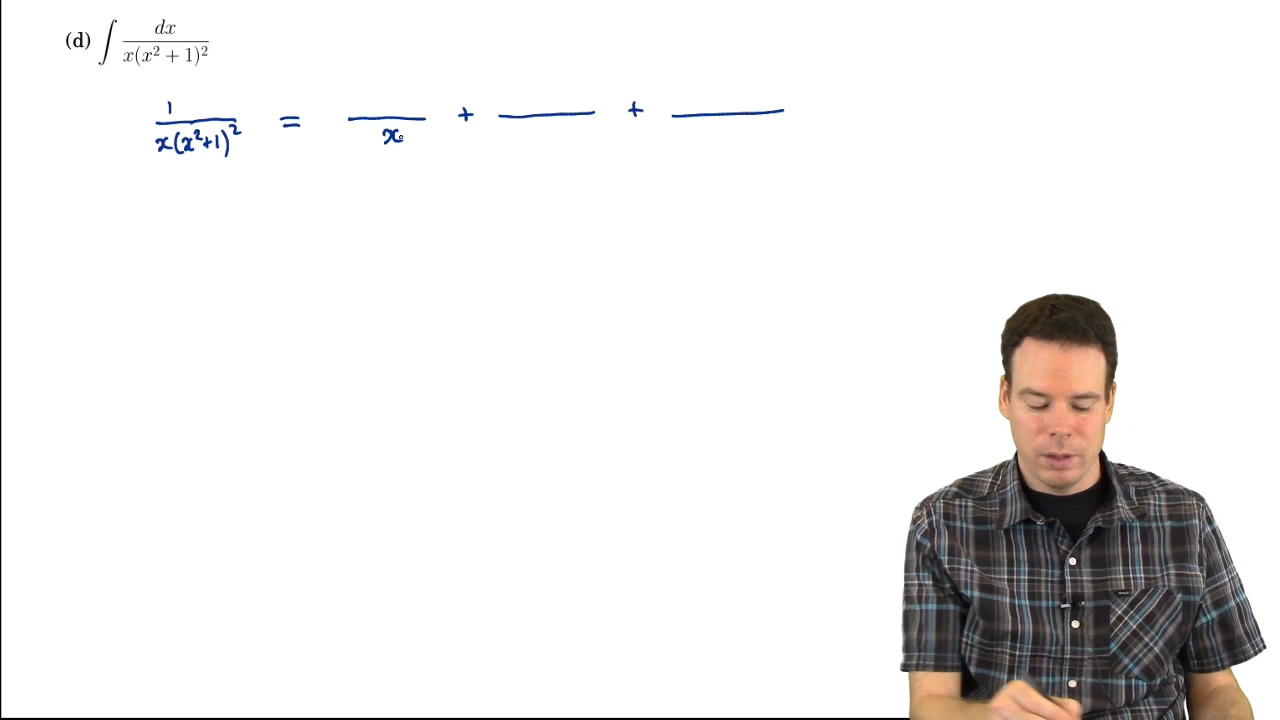 (d) ∫ dx / x(x² + 1)²
1 / x(x²+1)² = ___ / x + ___ + ___